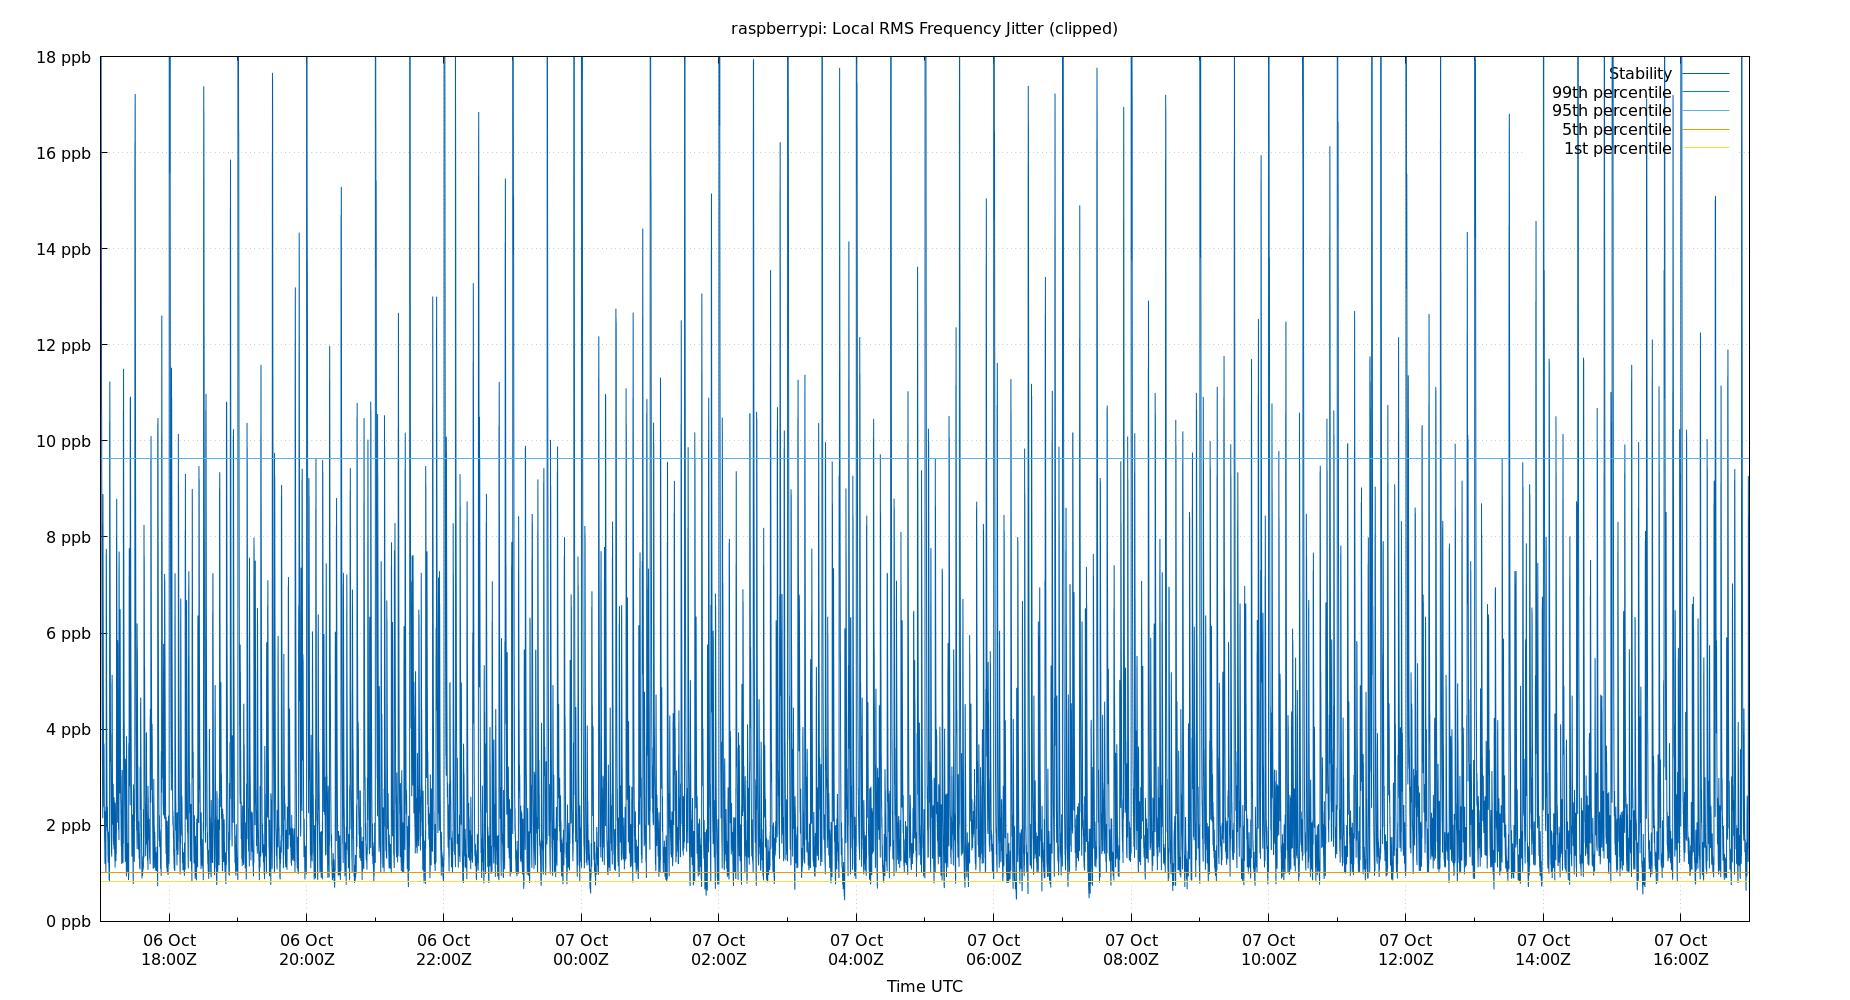 raspberrypi: Local RMS Frequency Jitter (clipped)
18 ppb
16 ppb
14 ppb
12 ppb
10 ppb
8 ppb
6 ppb
4 ppb
2 ppb
0 ppb
Stability
99th percentile
95th percentile
5th percentile
1st percentile
06 Oct
18:00Z
06 Oct
20:00Z
06 Oct
22:00Z
07 Oct
00:00Z
07 Oct
02:00Z
07 Oct
04:00Z
07 Oct
06:00Z
07 Oct
08:00Z
07 Oct
10:00Z
07 Oct
12:00Z
07 Oct
14:00Z
07 Oct
16:00Z
Time UTC